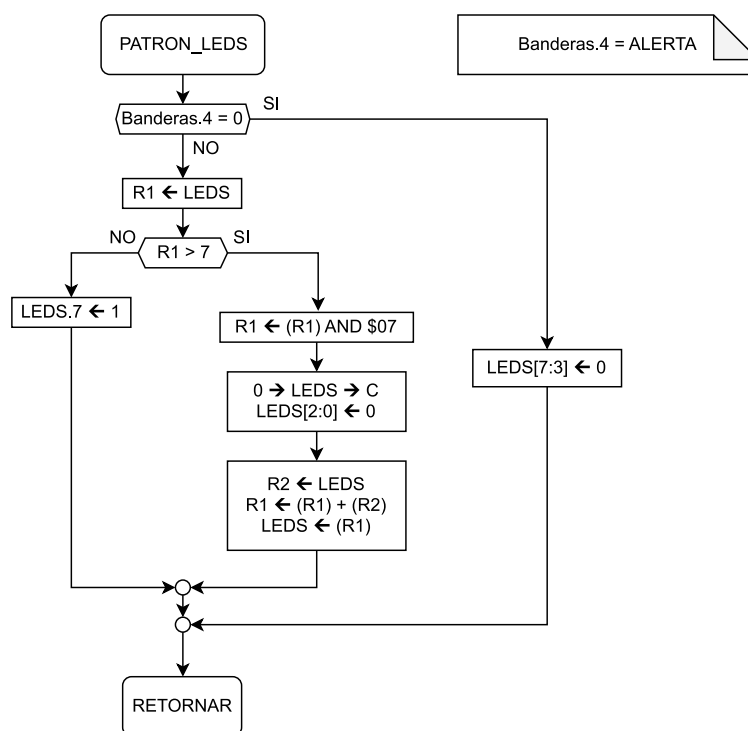 PATRON_LEDS
Banderas.4 = ALERTA
SI
Banderas.4 = 0
NO
R1 ← LEDS
NO
SI
R1 > 7
LEDS.7 ← 1
R1 ← (R1) AND $07
LEDS[7:3] ← 0
0 → LEDS → C
LEDS[2:0] ← 0
R2 ← LEDS
R1 ← (R1) + (R2)
LEDS ← (R1)
RETORNAR